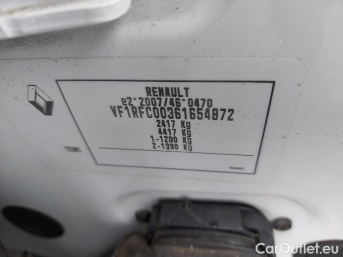 RENAULT
e2*2007/46*0470
VF1RFC00361654872
2417 Kg
4417 Kg
1-1200 Kg
2-1390 Kg
CarOutlet.eu